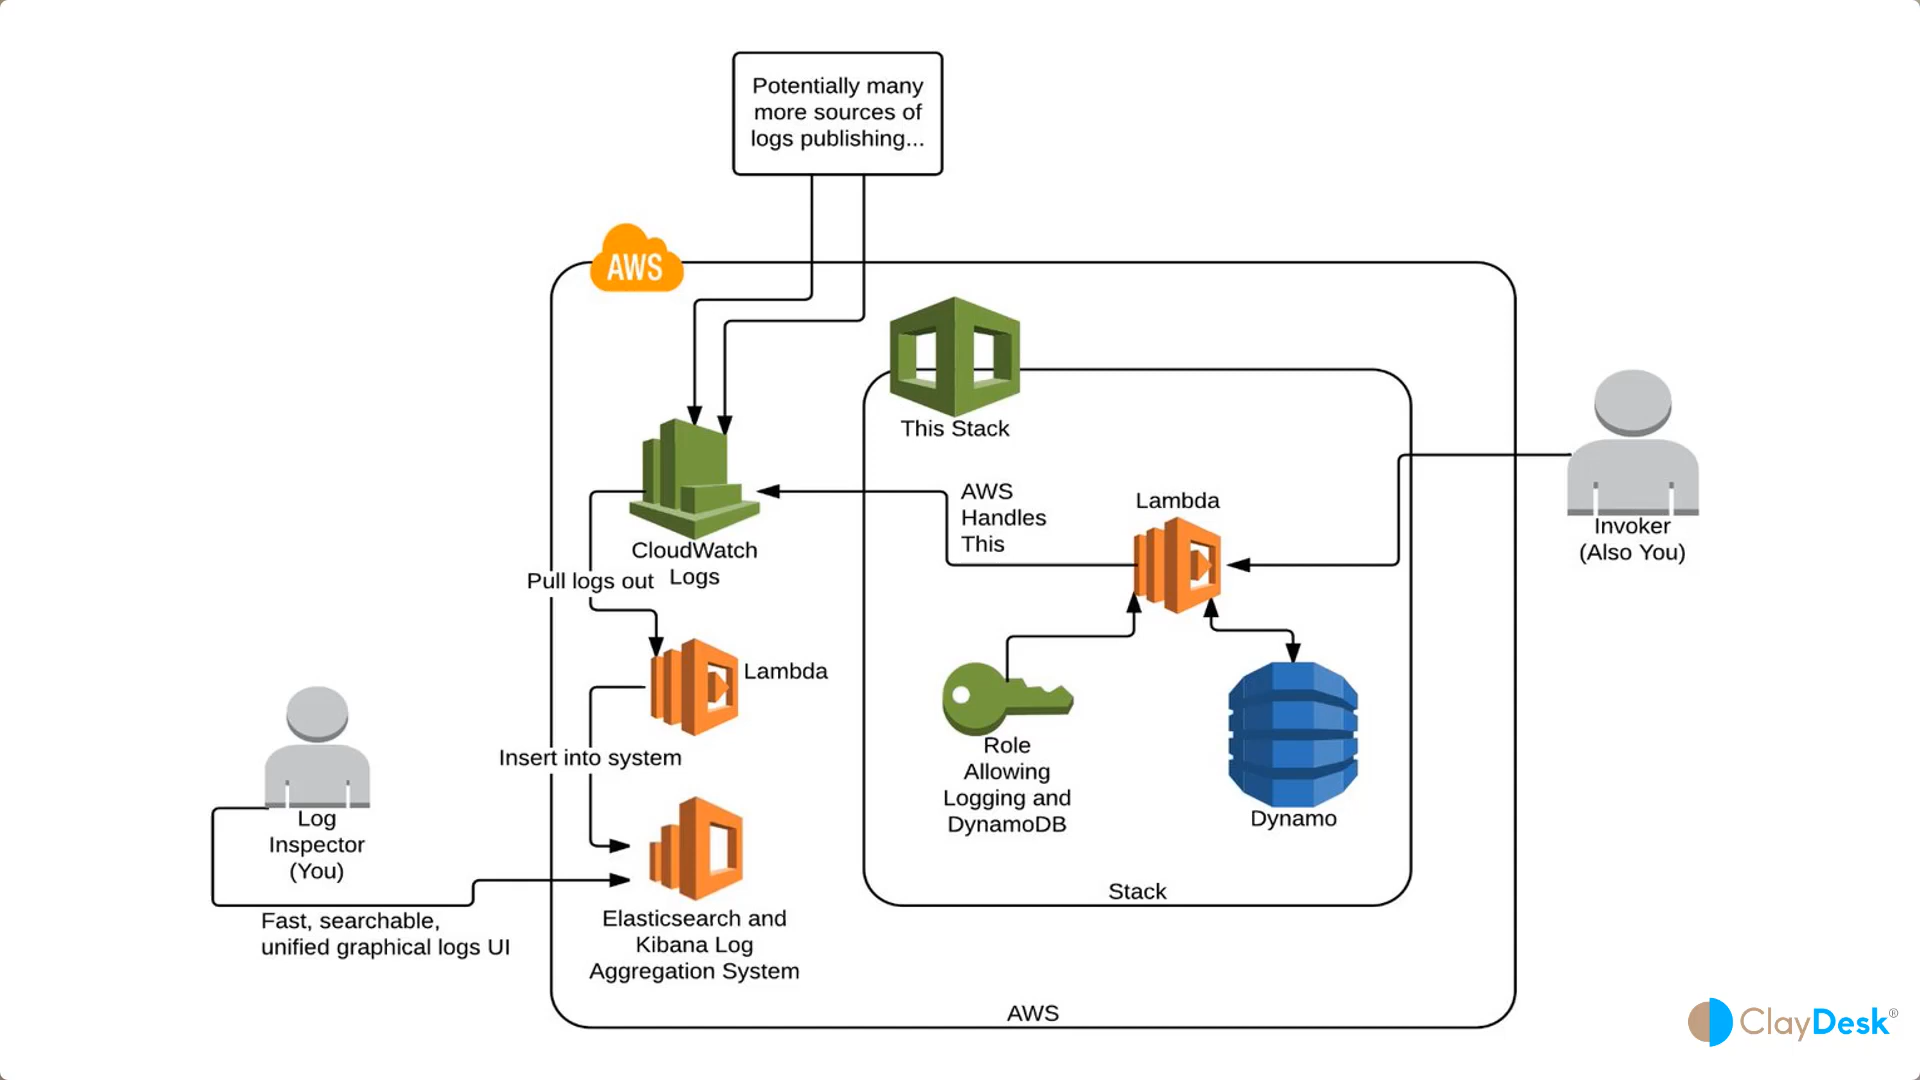 Potentially many
more sources of
logs publishing...
AWS
This Stack
AWS
Handles
This
Lambda
Invoker
(Also You)
CloudWatch
Logs
Pull logs out
Lambda
Insert into system
Role
Allowing
Logging and
DynamoDB
Dynamo
Log
Inspector
(You)
Stack
Fast, searchable,
unified graphical logs UI
Elasticsearch and
Kibana Log
Aggregation System
AWS
ClayDesk®